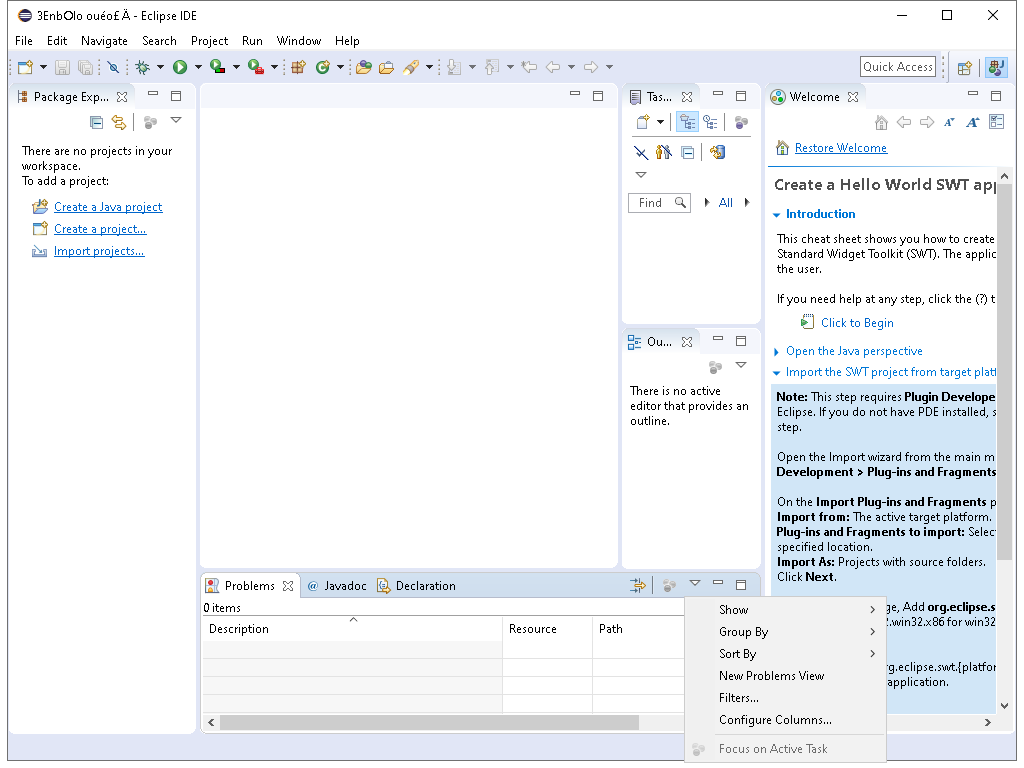 3EnbOlo ouéo£ Ä - Eclipse IDE
File Edit Navigate Search Project Run Window Help
Quick Access
Package Exp...
There are no projects in your
workspace.
To add a project:
Create a Java project
Create a project...
Import projects...
Tas...
Find
All
Ou...
There is no active
editor that provides an
outline.
Welcome
Restore Welcome
Create a Hello World SWT app
Introduction
This cheat sheet shows you how to create
Standard Widget Toolkit (SWT). The applic
the user.
If you need help at any step, click the (?) t
Click to Begin
Open the Java perspective
Import the SWT project from target platf
Note: This step requires Plugin Develope
Eclipse. If you do not have PDE installed, s
step.
Open the Import wizard from the main m
Development > Plug-ins and Fragments
On the Import Plug-ins and Fragments p
Import from: The active target platform.
Plug-ins and Fragments to import: Selec
specified location.
Import As: Projects with source folders.
Click Next.
ge, Add org.eclipse.s
.win32.x86 for win32
rg.eclipse.swt.{platfor
application.
Problems
@ Javadoc
Declaration
0 items
Description Resource Path
Show
Group By
Sort By
New Problems View
Filters...
Configure Columns...
Focus on Active Task